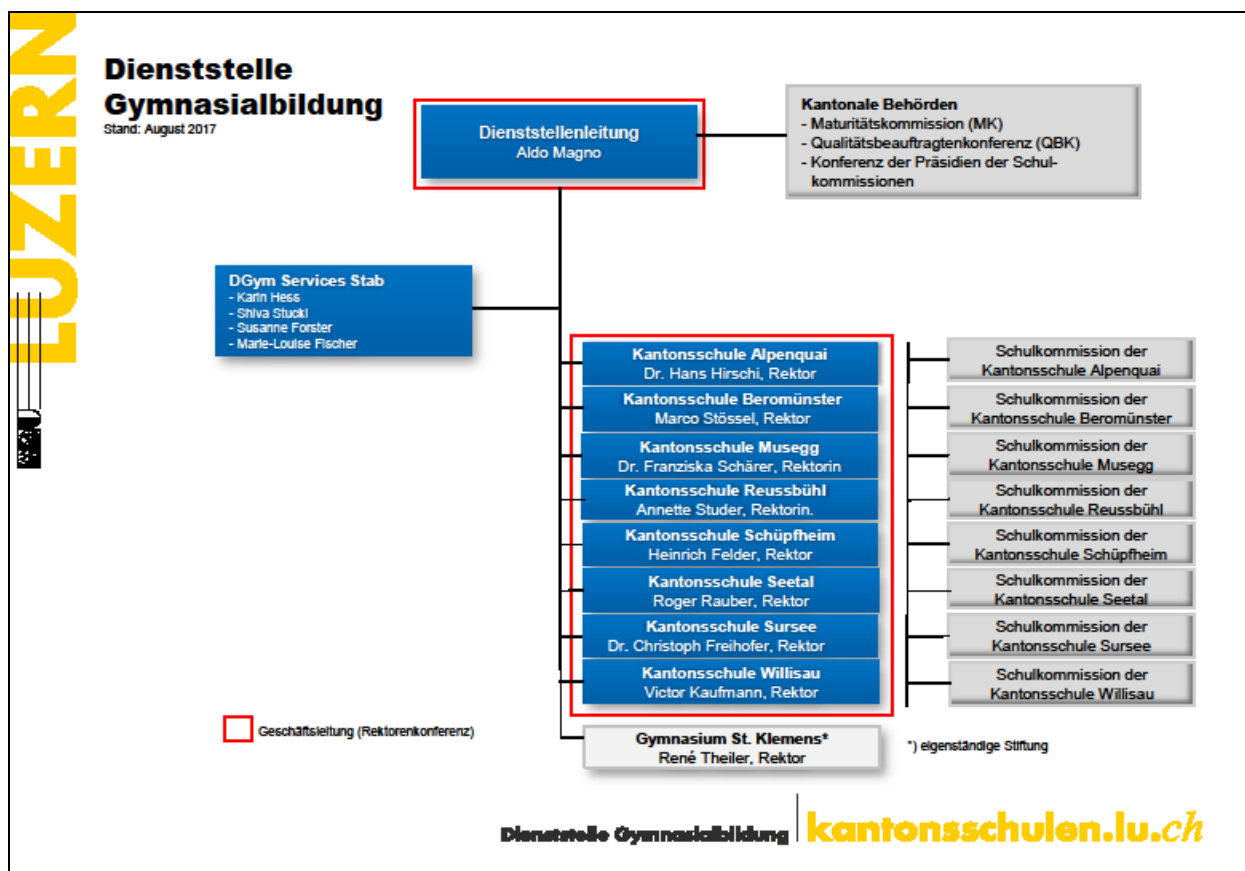 LUZERN
Dienststelle
Gymnasialbildung
Stand: August 2017
Dienststellenleitung
Aldo Magno
Kantonale Behörden
- Maturitätskommission (MK)
- Qualitätsbeauftragtenkonferenz (QBK)
- Konferenz der Präsidien der Schul-
kommissionen
DGym Services Stab
- Karin Hess
- Shiva Stucki
- Susanne Forster
- Marie-Louise Fischer
Kantonsschule Alpenquai
Dr. Hans Hirschi, Rektor
Schulkommission der
Kantonsschule Alpenquai
Kantonsschule Beromünster
Marco Stössel, Rektor
Schulkommission der
Kantonsschule Beromünster
Kantonsschule Musegg
Dr. Franziska Schärer, Rektorin
Schulkommission der
Kantonsschule Musegg
Kantonsschule Reussbühl
Annette Studer, Rektorin.
Schulkommission der
Kantonsschule Reussbühl
Kantonsschule Schüpfheim
Heinrich Felder, Rektor
Schulkommission der
Kantonsschule Schüpfheim
Kantonsschule Seetal
Roger Rauber, Rektor
Schulkommission der
Kantonsschule Seetal
Kantonsschule Sursee
Dr. Christoph Freihofer, Rektor
Schulkommission der
Kantonsschule Sursee
Kantonsschule Willisau
Victor Kaufmann, Rektor
Schulkommission der
Kantonsschule Willisau
Geschäftsleitung (Rektorenkonferenz)
Gymnasium St. Klemens*
René Theiler, Rektor
*) eigenständige Stiftung
Dienststelle Gymnasialbildung
kantonsschulen.lu.ch